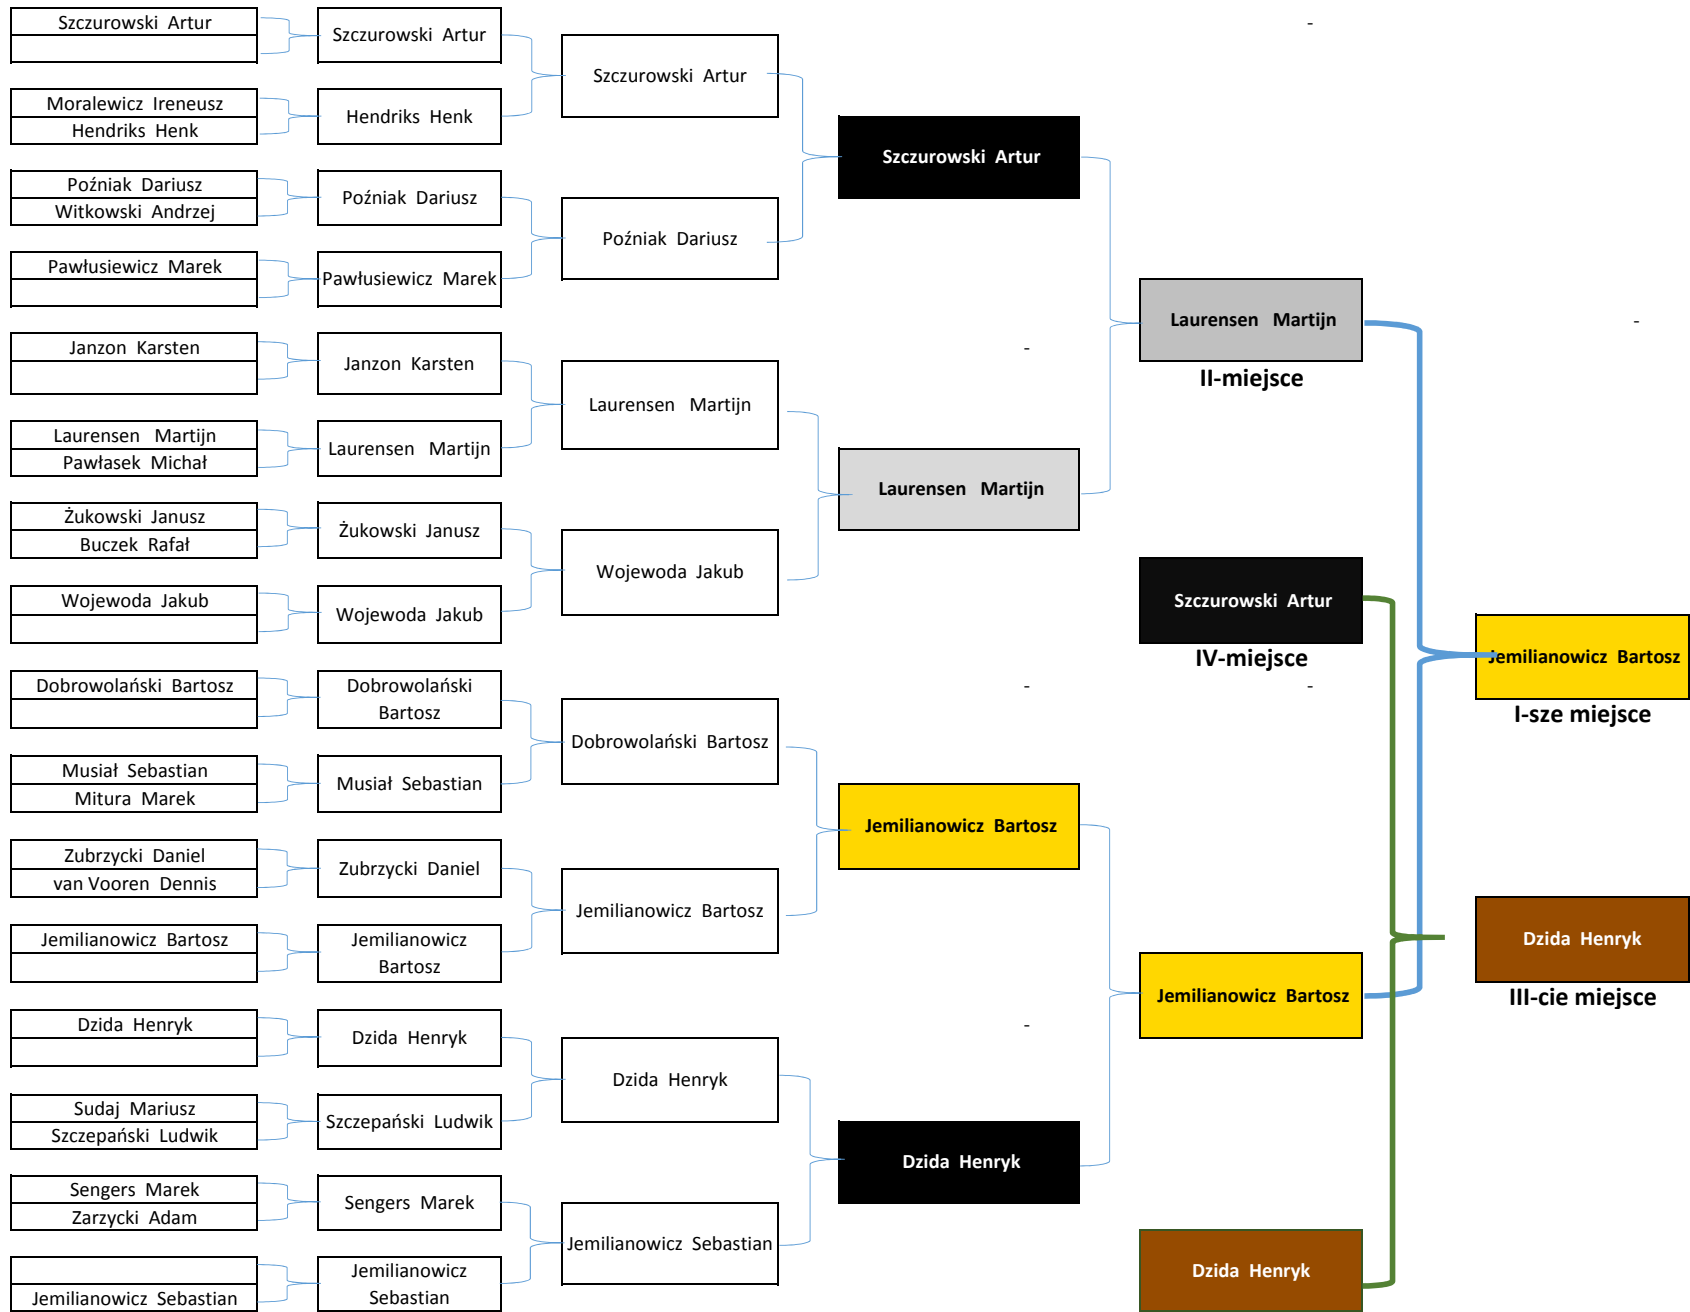 Szczurowski Artur
Moralewicz Ireneusz
Hendriks Henk
Poźniak Dariusz
Witkowski Andrzej
Pawłusiewicz Marek
Janzon Karsten
Laurensen Martijn
Pawłasek Michał
Żukowski Janusz
Buczek Rafał
Wojewoda Jakub
Dobrowolański Bartosz
Musiał Sebastian
Mitura Marek
Zubrzycki Daniel
van Vooren Dennis
Jemilianowicz Bartosz
Dzida Henryk
Sudaj Mariusz
Szczepański Ludwik
Sengers Marek
Zarzycki Adam
Jemilianowicz Sebastian
Szczurowski Artur
Hendriks Henk
Poźniak Dariusz
Pawłusiewicz Marek
Janzon Karsten
Laurensen Martijn
Żukowski Janusz
Wojewoda Jakub
Dobrowolański
Bartosz
Musiał Sebastian
Zubrzycki Daniel
Jemilianowicz
Bartosz
Dzida Henryk
Szczepański Ludwik
Sengers Marek
Jemilianowicz
Sebastian
Szczurowski Artur
Poźniak Dariusz
Laurensen Martijn
Wojewoda Jakub
Dobrowolański Bartosz
Jemilianowicz Bartosz
Dzida Henryk
Jemilianowicz Sebastian
Szczurowski Artur
-
Laurensen Martijn
-
Jemilianowicz Bartosz
-
Dzida Henryk
-
Laurensen Martijn
II-miejsce
Szczurowski Artur
IV-miejsce
-
Jemilianowicz Bartosz
Dzida Henryk
-
Jemilianowicz Bartosz
I-sze miejsce
Dzida Henryk
III-cie miejsce